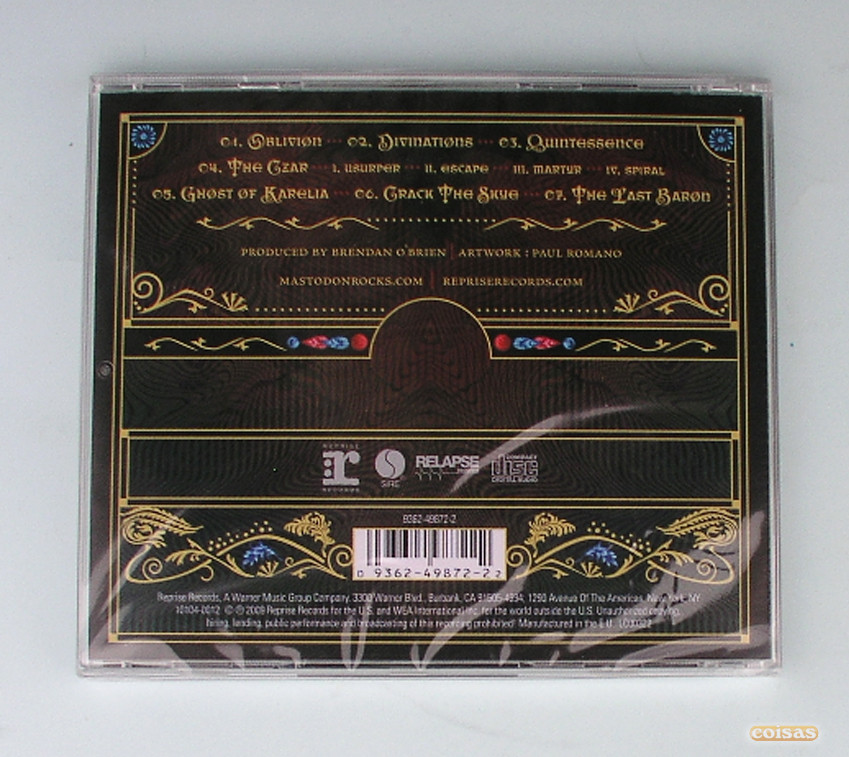 01. Oblivion ··· 02. Divinations ··· 03. Quintessence
04. The Czar ··· I. Usurper ··· II. Escape ··· III. Martyr ··· IV. Spiral
05. Ghost of Karelia ··· 06. Crack The Skye ··· 07. The Last Baron
PRODUCED BY BRENDAN O'BRIEN | ARTWORK : PAUL ROMANO
MASTODONROCKS.COM | REPRISERECORDS.COM
REPRISE
r
RECORDS
SIRE
RELAPSE
COMPACT
disc
DIGITAL AUDIO
9362-49872-2
0 9362-49872-2 2
Reprise Records, A Warner Music Group Company. 3300 Warner Blvd., Burbank, CA 91505-4694; 1290 Avenue Of The Americas, New York, NY
10104-0012. © ℗ 2009 Reprise Records for the U.S. and WEA International Inc. for the world outside the U.S. Unauthorized copying,
hiring, lending, public performance and broadcasting of this recording prohibited. Manufactured in the E.U.
coisas